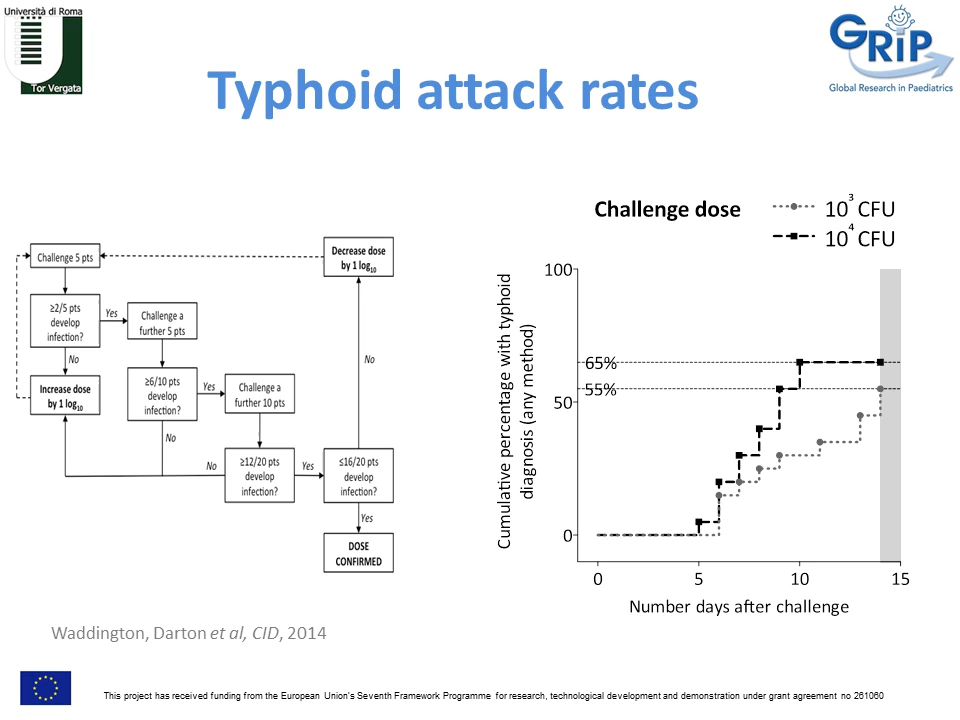 Università di Roma
Tor Vergata
GRiP
Global Research in Paediatrics
Typhoid attack rates
Challenge 5 pts
≥2/5 pts
develop
infection?
Yes
No
Increase dose
by 1 log10
Challenge a
further 5 pts
≥6/10 pts
develop
infection?
Yes
No
Challenge a
further 10 pts
≥12/20 pts
develop
infection?
No
Yes
≤16/20 pts
develop
infection?
No
Yes
Decrease dose
by 1 log10
DOSE
CONFIRMED
Challenge dose
10³ CFU
10⁴ CFU
Cumulative percentage with typhoid
diagnosis (any method)
100
65%
55%
50
0
0 5 10 15
Number days after challenge
Waddington, Darton et al, CID, 2014
This project has received funding from the European Union's Seventh Framework Programme for research, technological development and demonstration under grant agreement no 261060